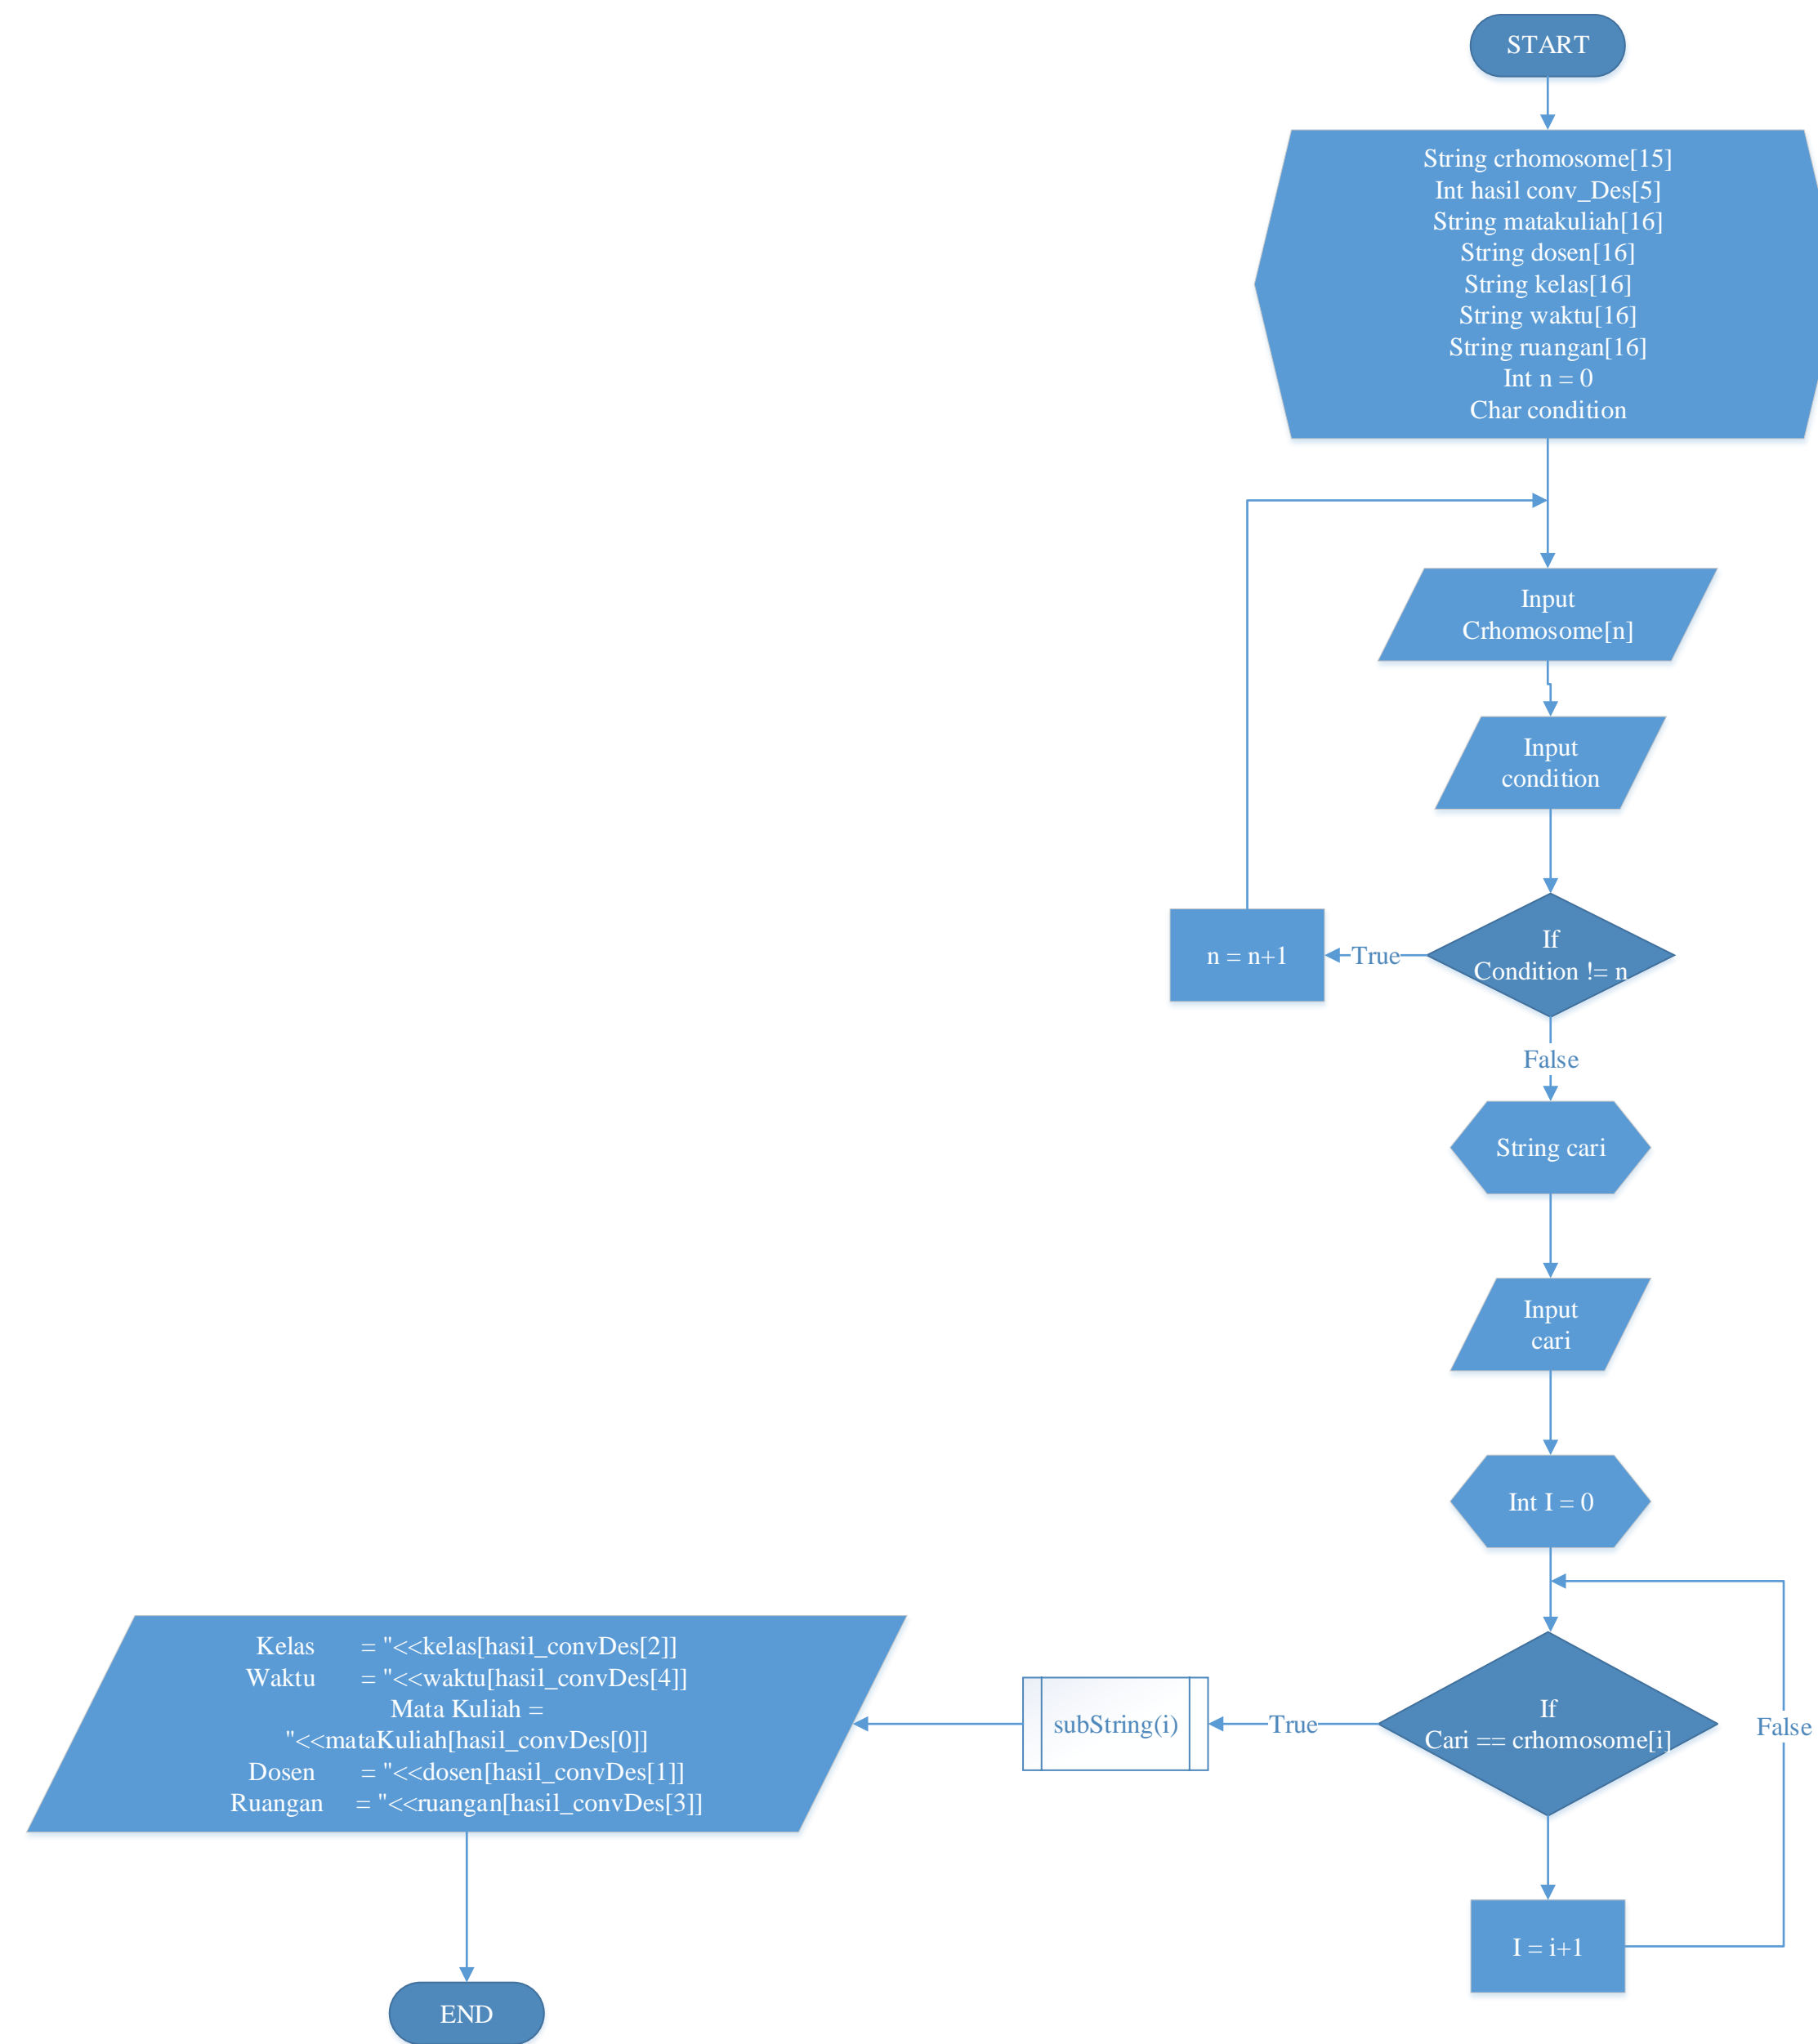 START
String crhomosome[15]
Int hasil conv_Des[5]
String matakuliah[16]
String dosen[16]
String kelas[16]
String waktu[16]
String ruangan[16]
Int n = 0
Char condition
Input
Crhomosome[n]
Input
condition
If
Condition != n
True
n = n+1
False
String cari
Input
cari
Int I = 0
If
Cari == crhomosome[i]
True
False
subString(i)
I = i+1
Kelas = "<<kelas[hasil_convDes[2]]
Waktu = "<<waktu[hasil_convDes[4]]
Mata Kuliah =
"<<mataKuliah[hasil_convDes[0]]
Dosen = "<<dosen[hasil_convDes[1]]
Ruangan = "<<ruangan[hasil_convDes[3]]
END